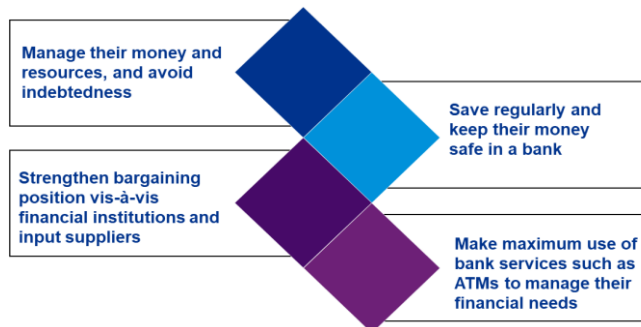 Manage their money and
resources, and avoid
indebtedness
Save regularly and
keep their money
safe in a bank
Strengthen bargaining
position vis-à-vis
financial institutions and
input suppliers
Make maximum use of
bank services such as
ATMs to manage their
financial needs